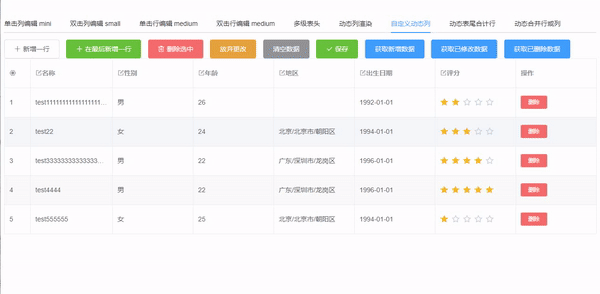 单击列编辑 mini 双击列编辑 small 单击行编辑 medium 双击行编辑 medium 多级表头 动态列渲染 自定义动态列 动态表尾合计行 动态合并行或列
新增一行 在最后新增一行 删除选中 放弃更改 清空数据 保存 获取新增数据 获取已修改数据 获取已删除数据
名称 性别 年龄 地区 出生日期 评分 操作
1 test11111111111111111... 男 26 1992-01-01 删除
2 test22 女 24 北京/北京市/朝阳区 1994-01-01 删除
3 test33333333333333... 男 22 广东/深圳市/龙岗区 1996-01-01 删除
4 test4444 男 22 广东/深圳市/龙岗区 1996-01-01 删除
5 test555555 女 25 北京/北京市/朝阳区 1994-01-01 删除